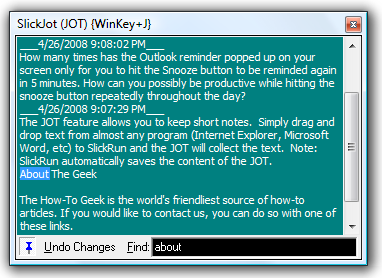 SlickJot (JOT) {WinKey+J}
___4/26/2008 9:08:02 PM___
How many times has the Outlook reminder popped up on your
screen only for you to hit the Snooze button to be reminded again
in 5 minutes. How can you possibly be productive while hitting the
snooze button repeatedly throughout the day?
___4/26/2008 9:07:29 PM___
The JOT feature allows you to keep short notes.  Simply drag and
drop text from almost any program (Internet Explorer, Microsoft
Word, etc) to SlickRun and the JOT will collect the text.  Note:
SlickRun automatically saves the content of the JOT.
About The Geek
The How-To Geek is the world's friendliest source of how-to
articles. If you would like to contact us, you can do so with one of
these links.
Undo Changes Find: about